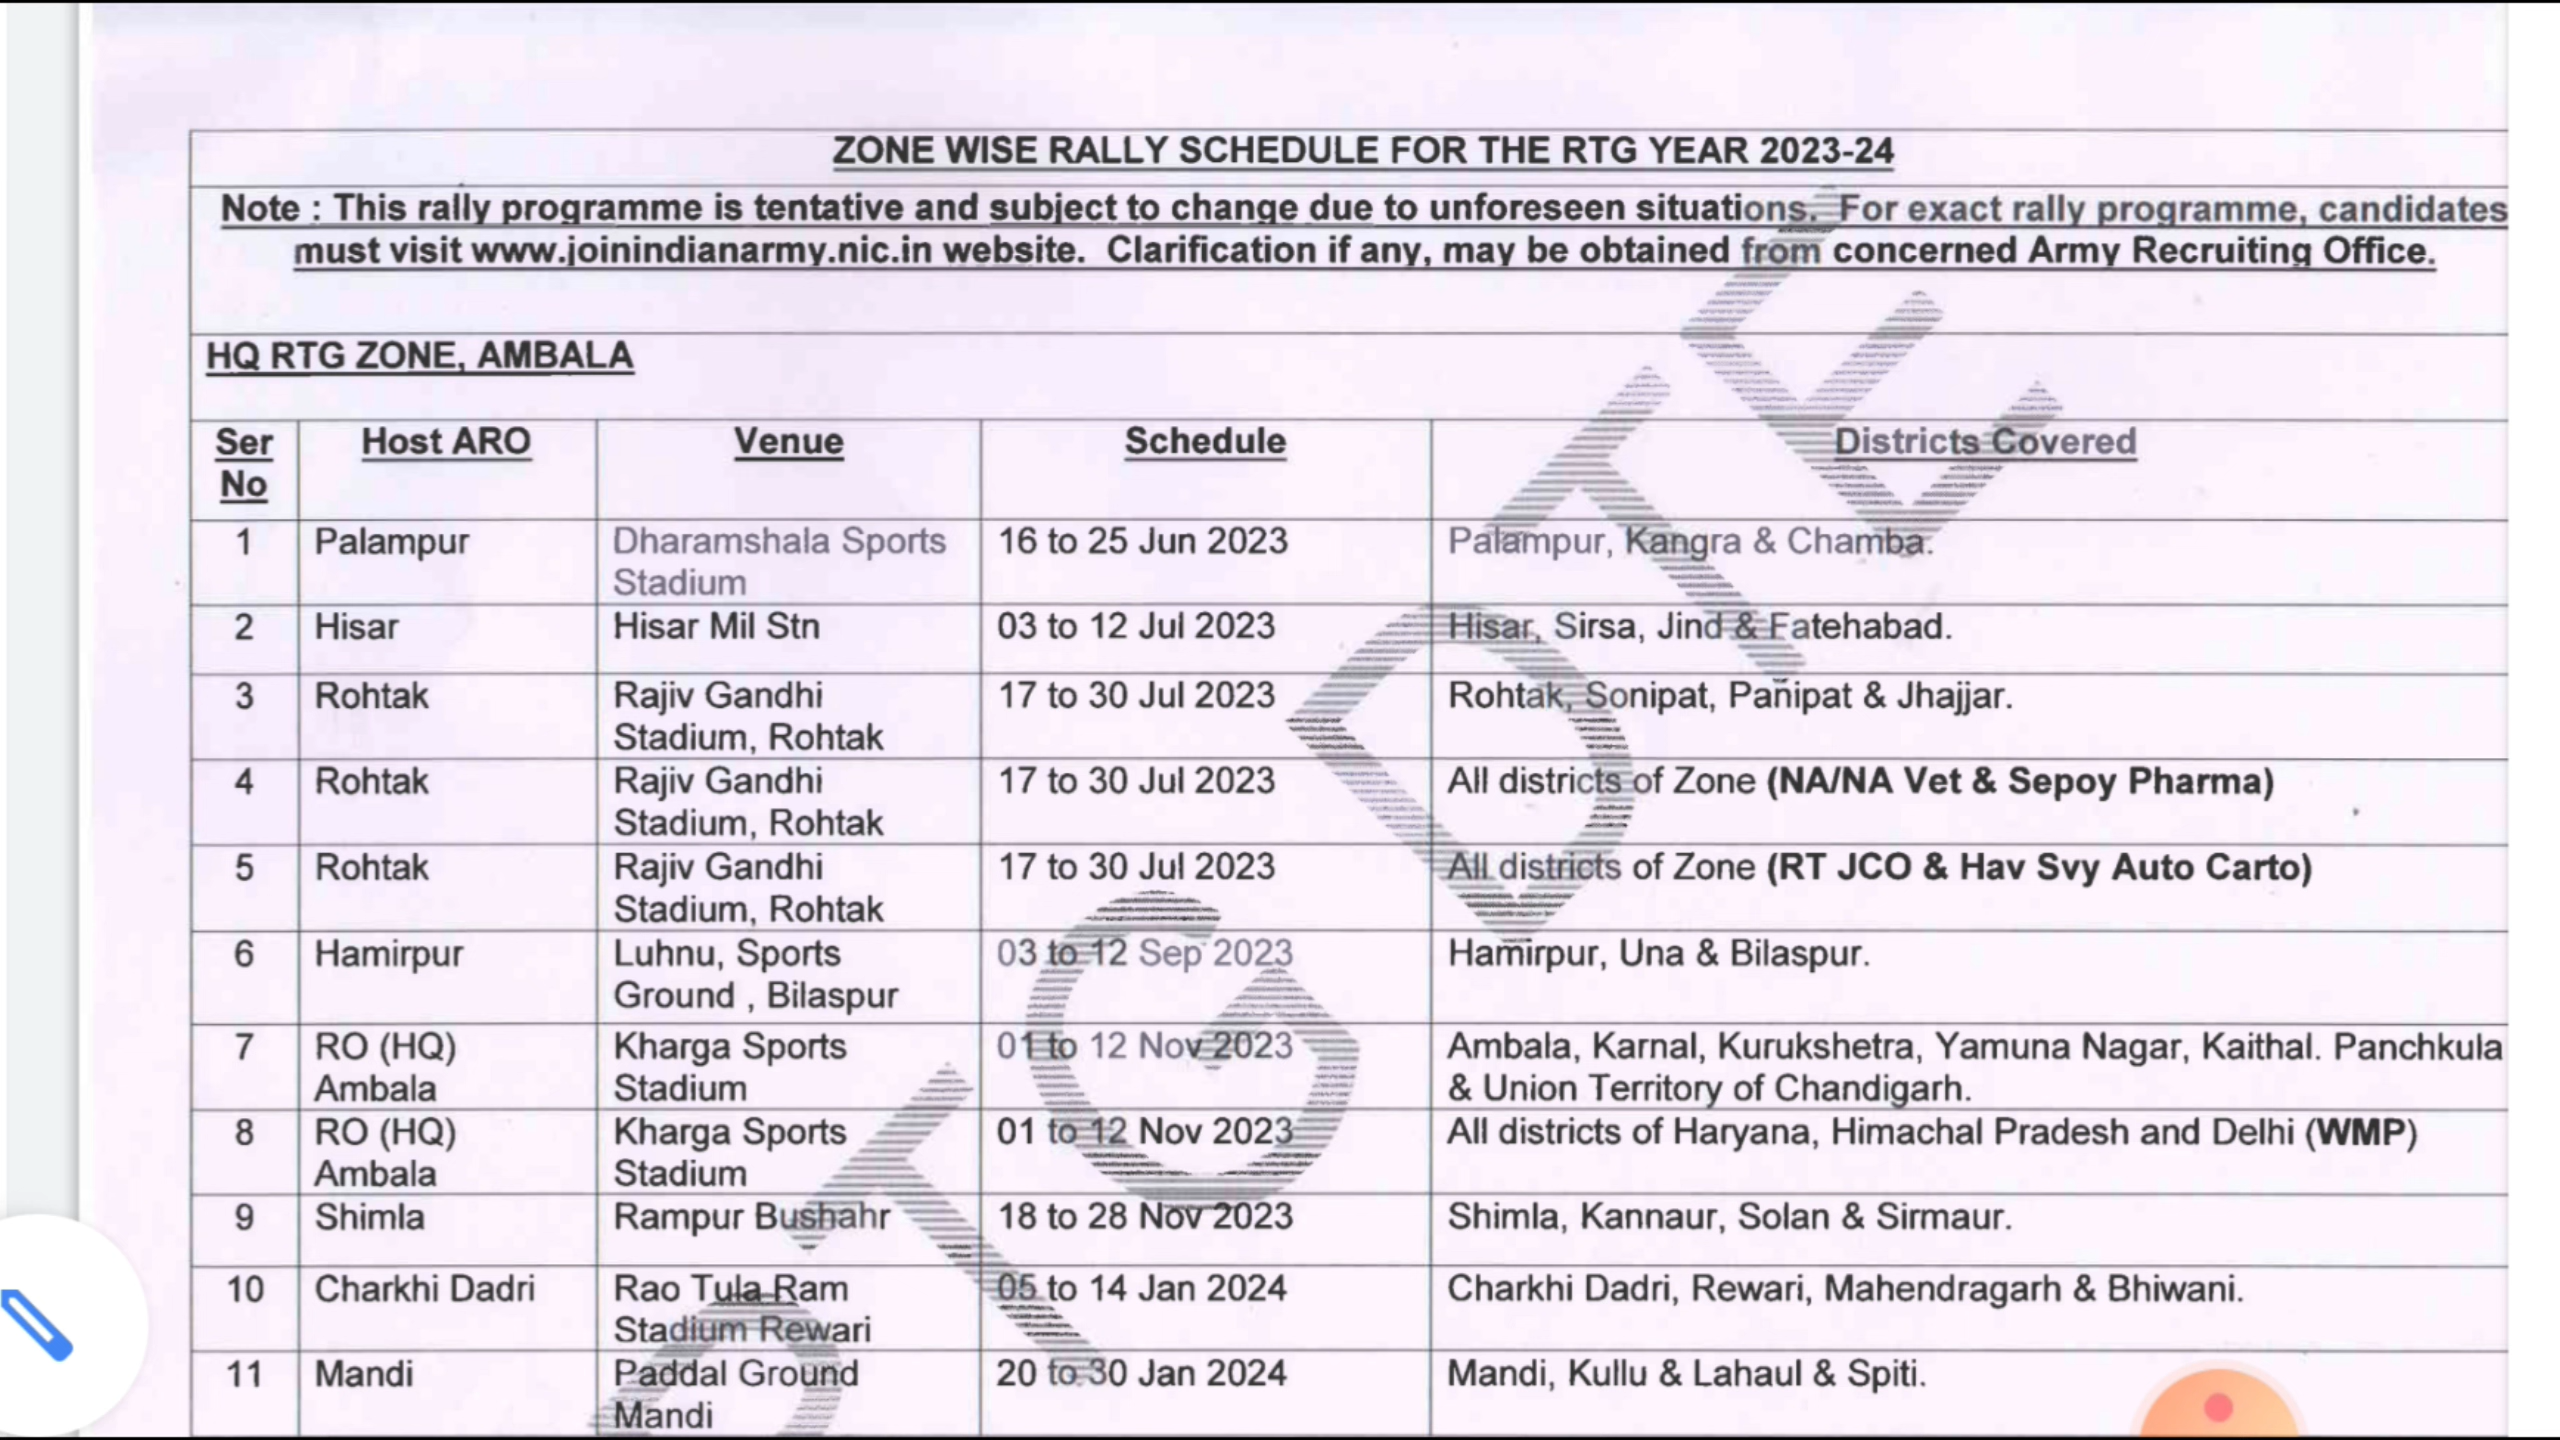 ZONE WISE RALLY SCHEDULE FOR THE RTG YEAR 2023-24
Note : This rally programme is tentative and subject to change due to unforeseen situations. For exact rally programme, candidates
must visit www.joinindianarmy.nic.in website. Clarification if any, may be obtained from concerned Army Recruiting Office.
HQ RTG ZONE, AMBALA
Ser No Host ARO Venue Schedule Districts Covered
1 Palampur Dharamshala Sports 16 to 25 Jun 2023 Palampur, Kangra & Chamba.
Stadium
2 Hisar Hisar Mil Stn 03 to 12 Jul 2023 Hisar, Sirsa, Jind & Fatehabad.
3 Rohtak Rajiv Gandhi 17 to 30 Jul 2023 Rohtak, Sonipat, Panipat & Jhajjar.
Stadium, Rohtak
4 Rohtak Rajiv Gandhi 17 to 30 Jul 2023 All districts of Zone (NA/NA Vet & Sepoy Pharma)
Stadium, Rohtak
5 Rohtak Rajiv Gandhi 17 to 30 Jul 2023 All districts of Zone (RT JCO & Hav Svy Auto Carto)
Stadium, Rohtak
6 Hamirpur Luhnu, Sports 03 to 12 Sep 2023 Hamirpur, Una & Bilaspur.
Ground , Bilaspur
7 RO (HQ) Kharga Sports 01 to 12 Nov 2023 Ambala, Karnal, Kurukshetra, Yamuna Nagar, Kaithal. Panchkula
Ambala Stadium & Union Territory of Chandigarh.
8 RO (HQ) Kharga Sports 01 to 12 Nov 2023 All districts of Haryana, Himachal Pradesh and Delhi (WMP)
Ambala Stadium
9 Shimla Rampur Bushahr 18 to 28 Nov 2023 Shimla, Kannaur, Solan & Sirmaur.
10 Charkhi Dadri Rao Tula Ram 05 to 14 Jan 2024 Charkhi Dadri, Rewari, Mahendragarh & Bhiwani.
Stadium Rewari
11 Mandi Paddal Ground 20 to 30 Jan 2024 Mandi, Kullu & Lahaul & Spiti.
Mandi
TG DTE